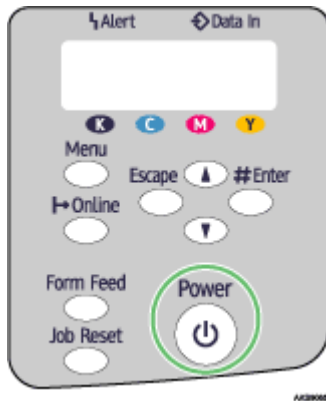 Alert Data In
K C M Y
Menu
Escape #Enter
Online
Form Feed Power
Job Reset